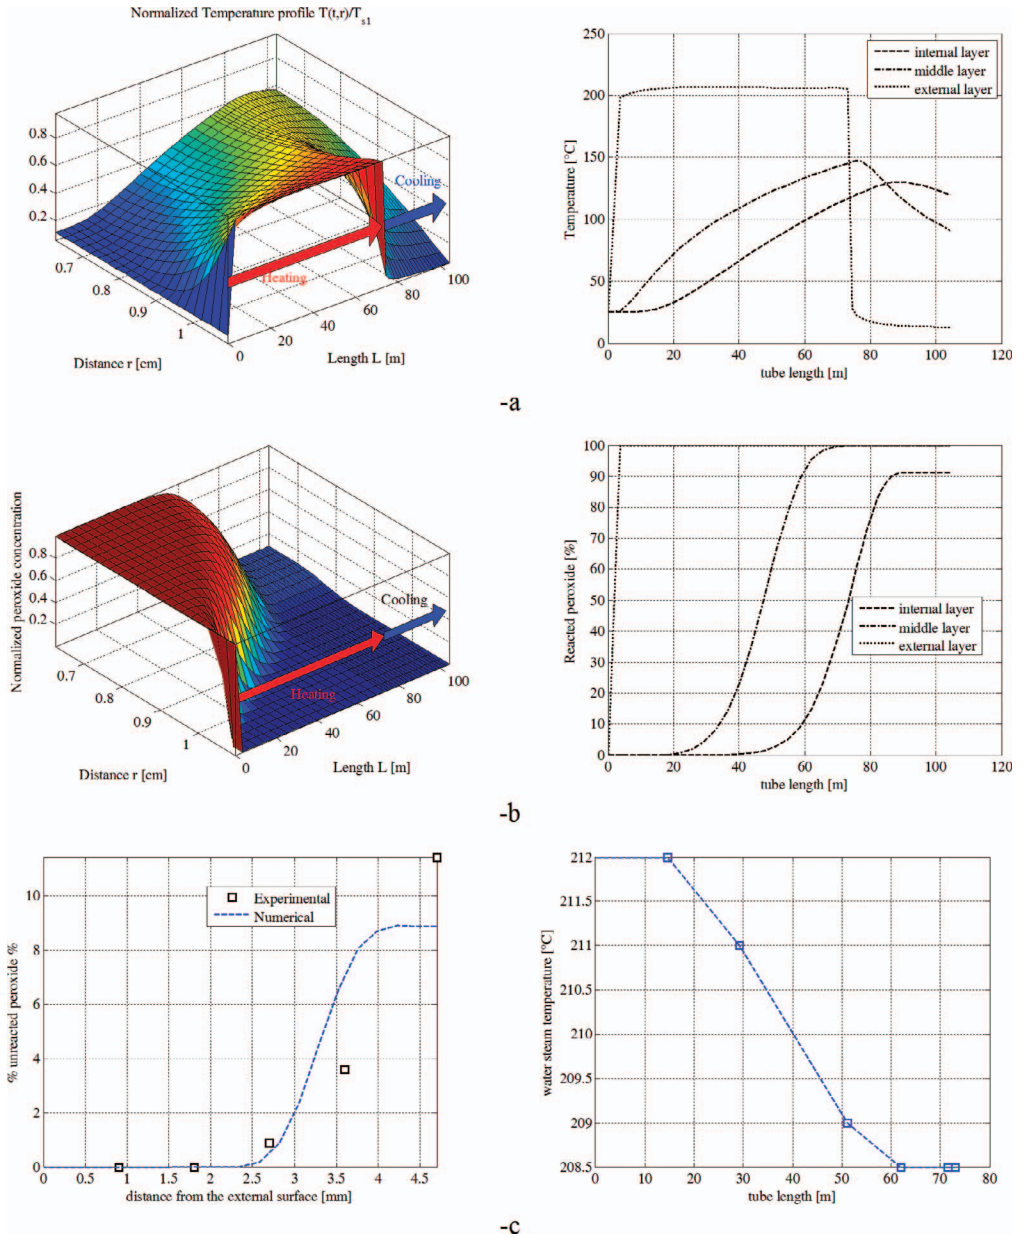 Normalized Temperature profile T(t,r)/Ts1
0.8
0.6
0.4
0.2
0.7
0.8
0.9
1
0
20
40
60
80
100
Cooling
Heating
Distance r [cm]
Length L [m]
250
200
150
100
50
0
Temperature [°C]
internal layer
middle layer
external layer
0 20 40 60 80 100 120
tube length [m]
-a
Normalized peroxide concentration
0.8
0.6
0.4
0.2
0.7
0.8
0.9
1
0
20
40
60
80
100
Cooling
Heating
Distance r [cm]
Length L [m]
100
90
80
70
60
50
40
30
20
10
0
Reacted peroxide [%]
internal layer
middle layer
external layer
0 20 40 60 80 100 120
tube length [m]
-b
% unreacted peroxide %
10
8
6
4
2
0
Experimental
Numerical
0 0.5 1 1.5 2 2.5 3 3.5 4 4.5
distance from the external surface [mm]
water steam temperature [°C]
212
211.5
211
210.5
210
209.5
209
208.5
0 10 20 30 40 50 60 70 80
tube length [m]
-c